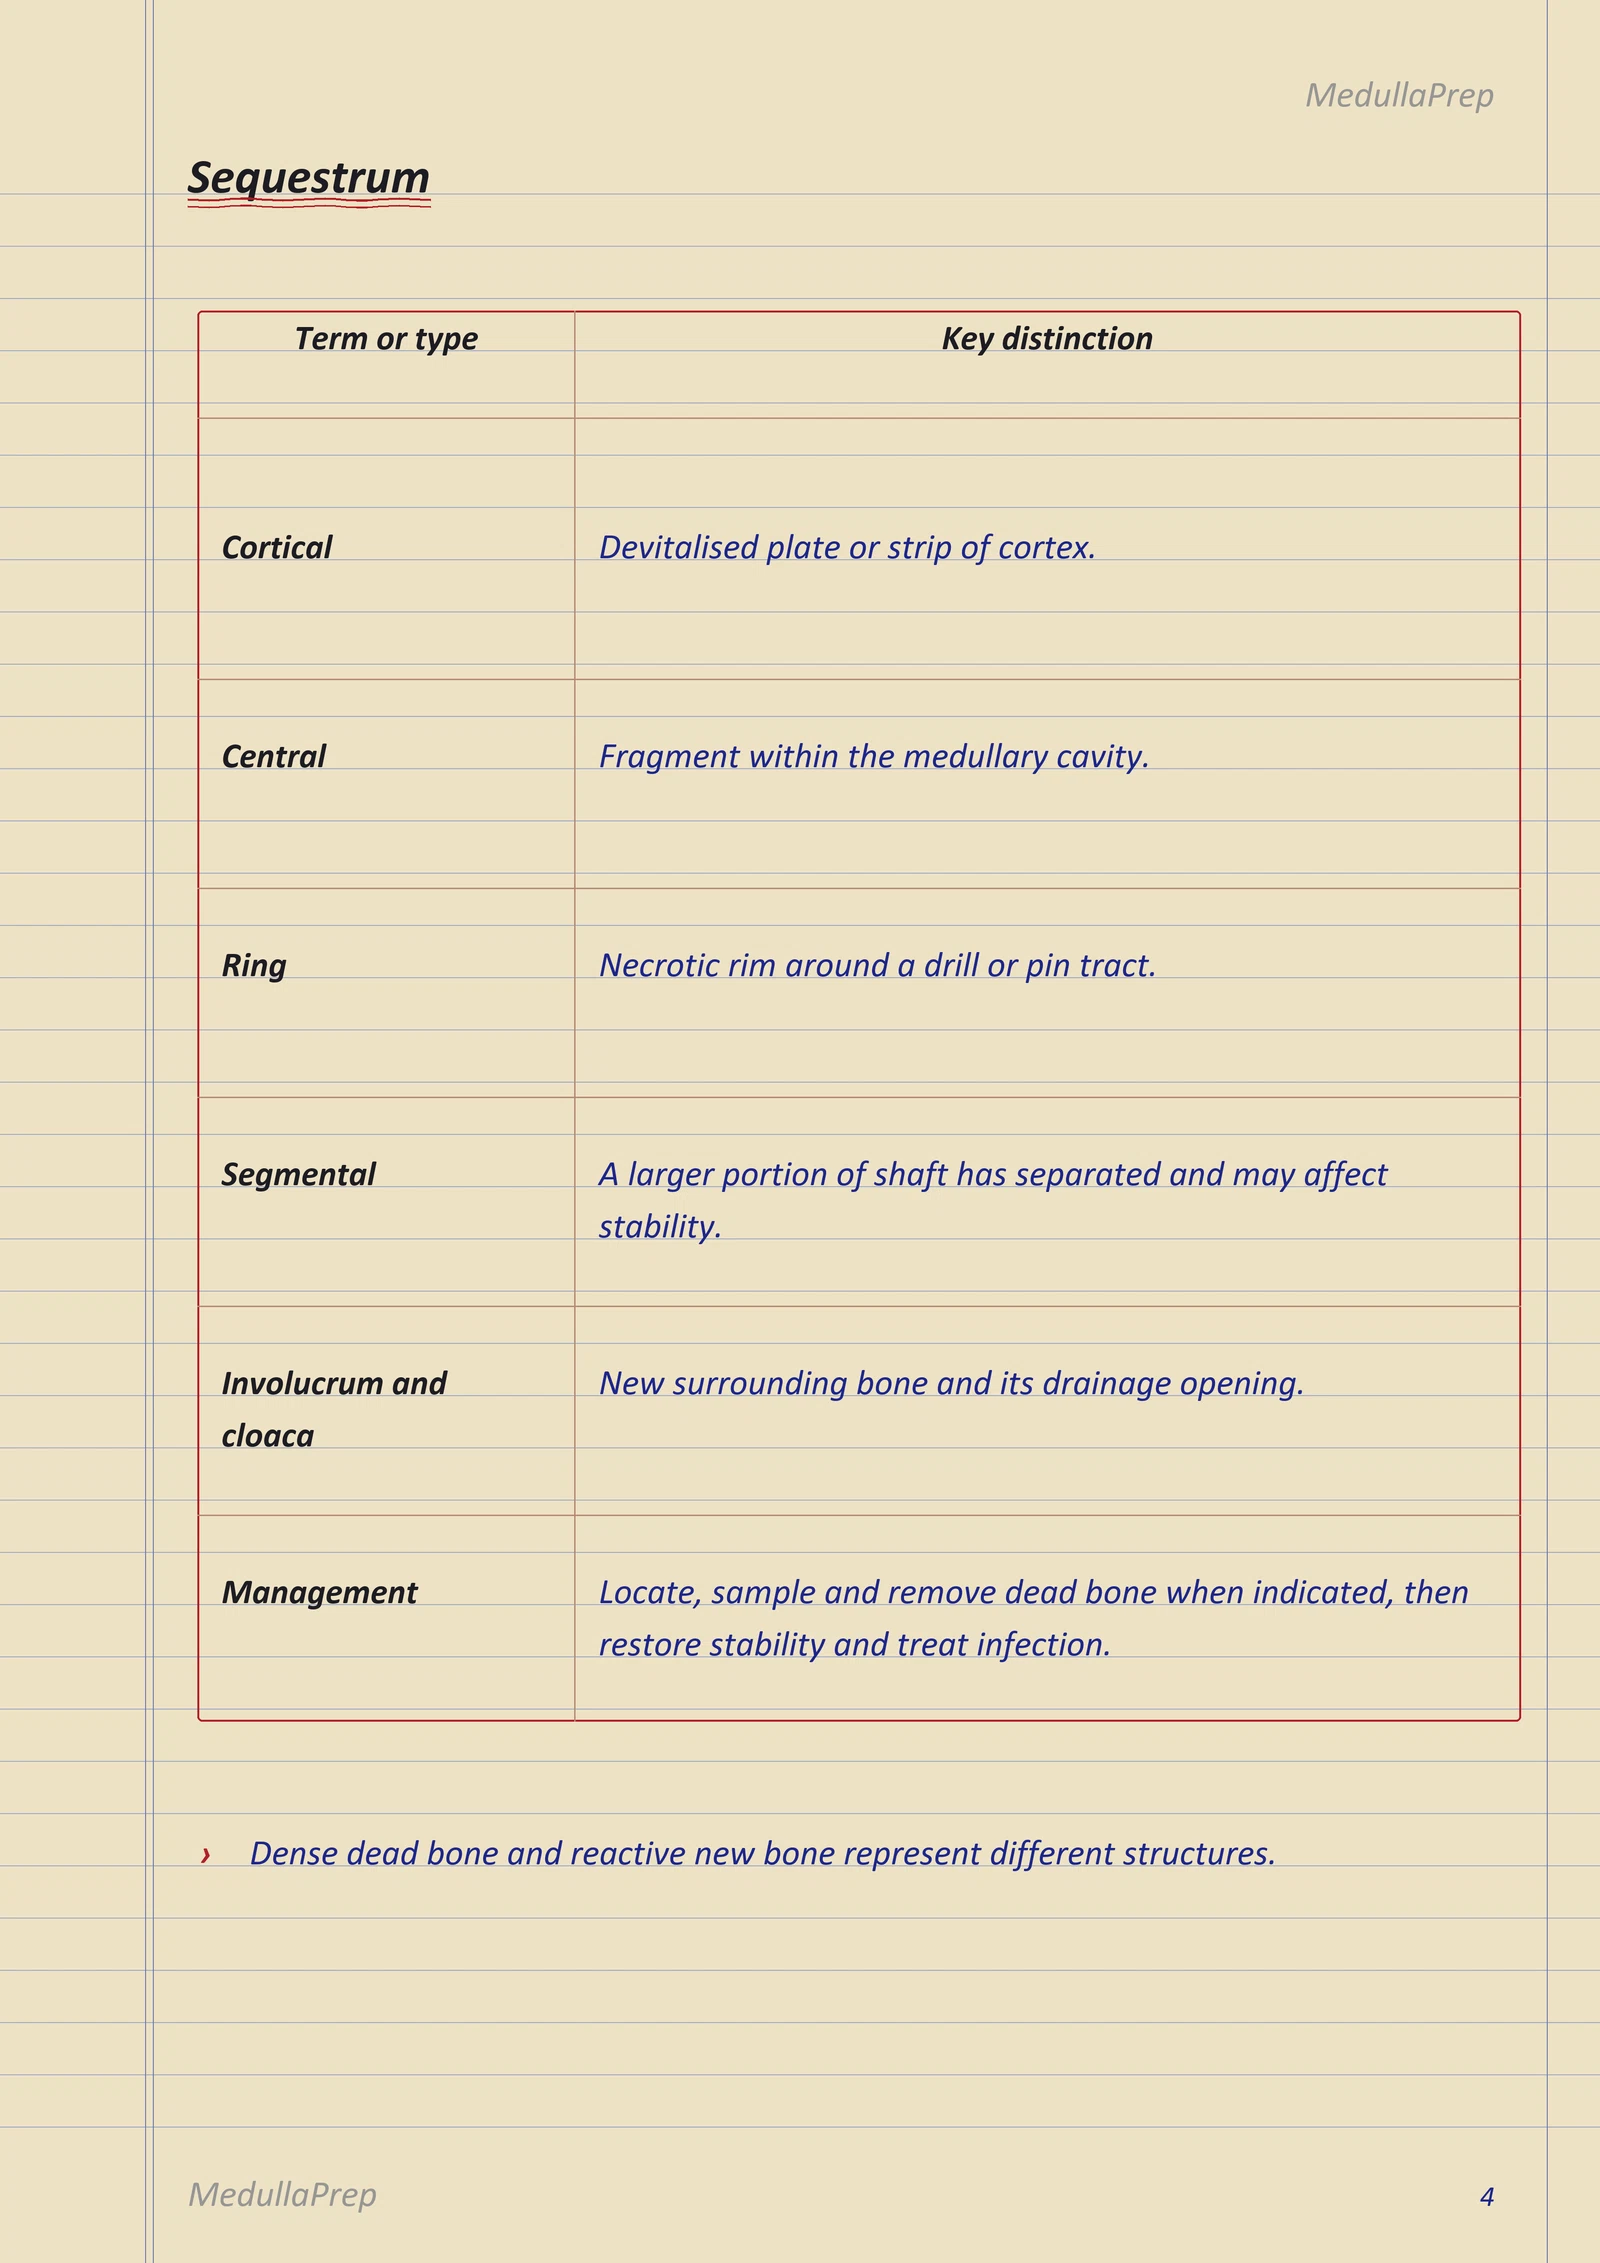 MedullaPrep
Sequestrum
Term or type Key distinction
Cortical Devitalised plate or strip of cortex.
Central Fragment within the medullary cavity.
Ring Necrotic rim around a drill or pin tract.
Segmental A larger portion of shaft has separated and may affect
stability.
Involucrum and New surrounding bone and its drainage opening.
cloaca
Management Locate, sample and remove dead bone when indicated, then
restore stability and treat infection.
› Dense dead bone and reactive new bone represent different structures.
MedullaPrep 4